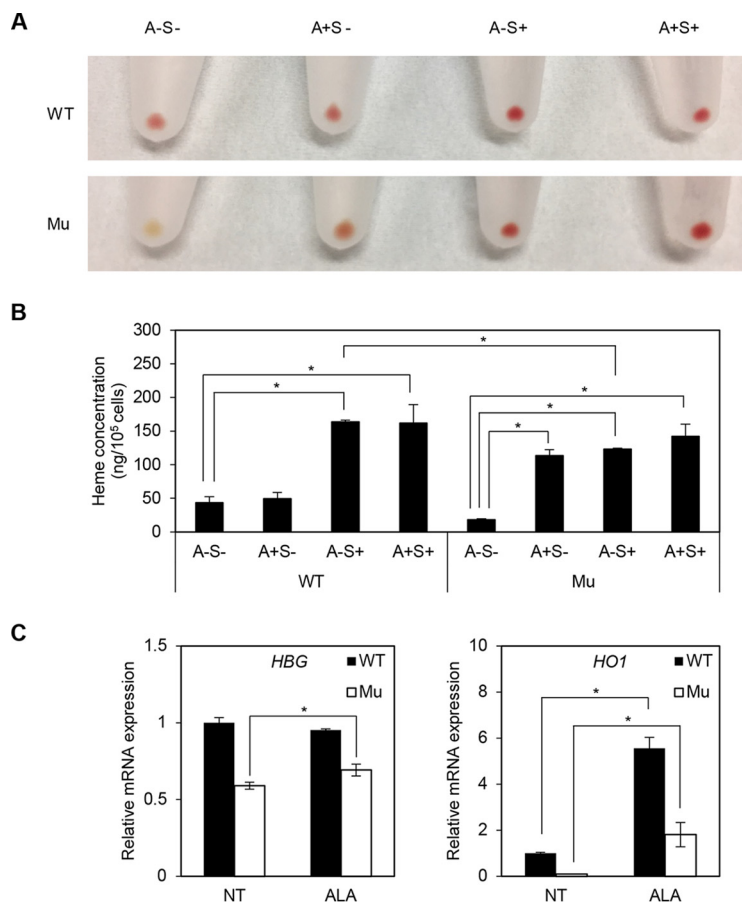 A
A-S- A+S - A-S+ A+S+
WT
Mu
B
Heme concentration
(ng/10⁵ cells)
300
250
200
150
100
50
0
*
*
*
*
*
*
A-S- A+S- A-S+ A+S+ A-S- A+S- A-S+ A+S+
WT Mu
C
Relative mRNA expression
1.5
1
0.5
0
HBG
WT
Mu
*
NT ALA
Relative mRNA expression
10
8
6
4
2
0
HO1
WT
Mu
*
*
NT ALA